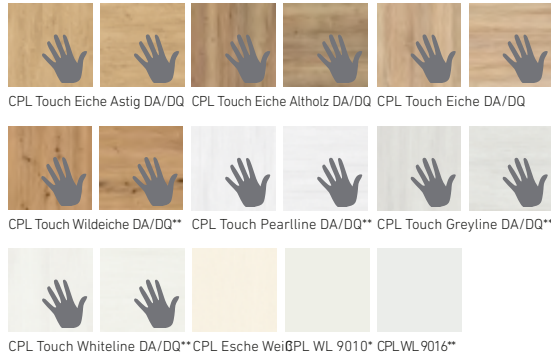 CPL Touch Eiche Astig DA/DQ CPL Touch Eiche Altholz DA/DQ CPL Touch Eiche DA/DQ
CPL Touch Wildeiche DA/DQ** CPL Touch Pearlline DA/DQ** CPL Touch Greyline DA/DQ**
CPL Touch Whiteline DA/DQ** CPL Esche Weiß CPL WL 9010* CPL WL 9016**